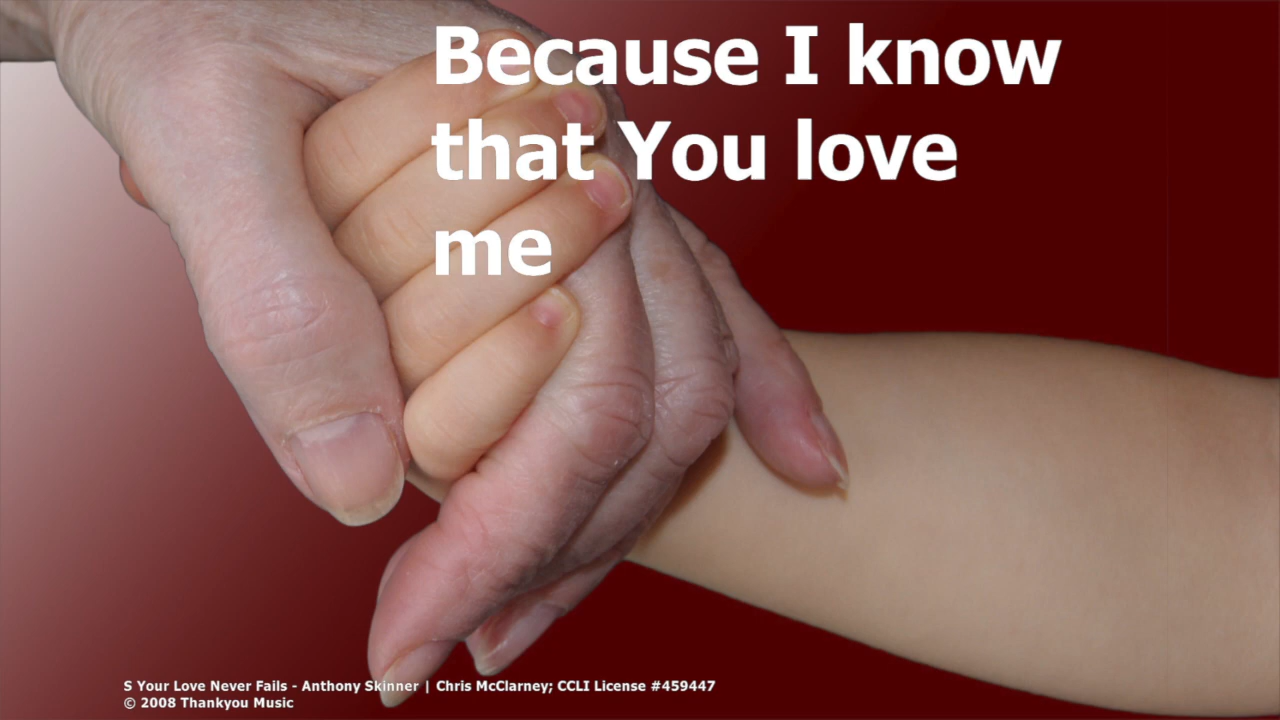 Because I know
that You love
me
S Your Love Never Fails - Anthony Skinner | Chris McClarney; CCLI License #459447
© 2008 Thankyou Music